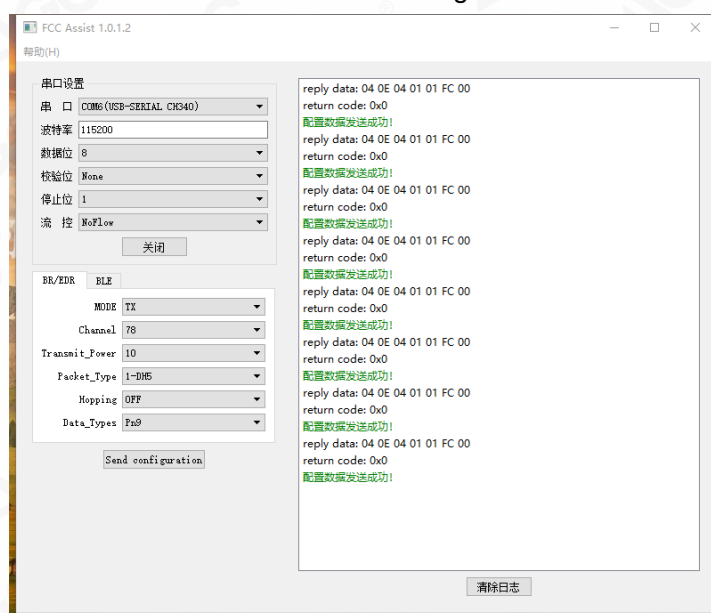 FCC Assist 1.0.1.2
帮助(H)
串口设置
串 口 COM6(USB-SERIAL CH340)
波特率 115200
数据位 8
校验位 None
停止位 1
流 控 NoFlow
关闭
BR/EDR BLE
MODE TX
Channel 78
Transmit_Power 10
Packet_Type 1-DH5
Hopping OFF
Data_Types Pn9
Send configuration
reply data: 04 0E 04 01 01 FC 00
return code: 0x0
配置数据发送成功!
reply data: 04 0E 04 01 01 FC 00
return code: 0x0
配置数据发送成功!
reply data: 04 0E 04 01 01 FC 00
return code: 0x0
配置数据发送成功!
reply data: 04 0E 04 01 01 FC 00
return code: 0x0
配置数据发送成功!
reply data: 04 0E 04 01 01 FC 00
return code: 0x0
配置数据发送成功!
reply data: 04 0E 04 01 01 FC 00
return code: 0x0
配置数据发送成功!
reply data: 04 0E 04 01 01 FC 00
return code: 0x0
配置数据发送成功!
reply data: 04 0E 04 01 01 FC 00
return code: 0x0
配置数据发送成功!
清除日志